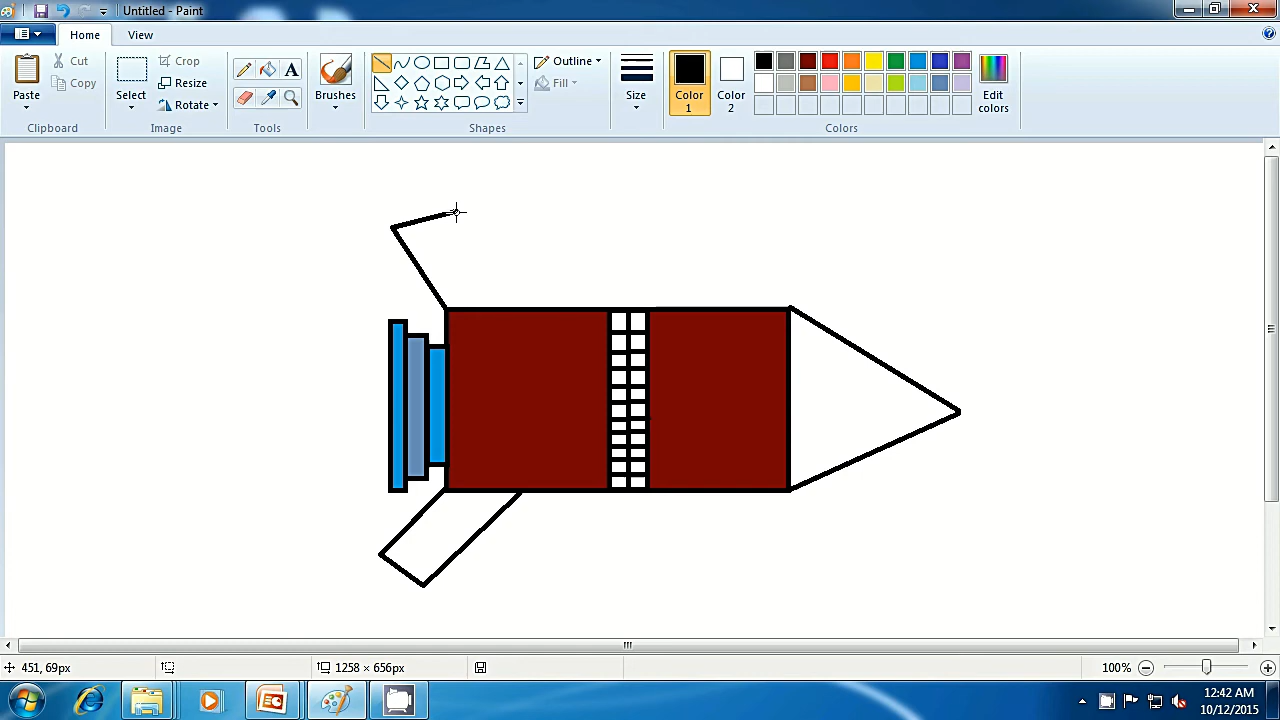 Untitled - Paint
Home View
Paste
Cut
Copy
Clipboard
Select
Crop
Resize
Rotate
Image
A
Tools
Brushes
Shapes
Outline
Fill
Size
Color 1
Color 2
Edit colors
Colors
451, 69px
1258 × 656px
100%
12:42 AM
10/12/2015